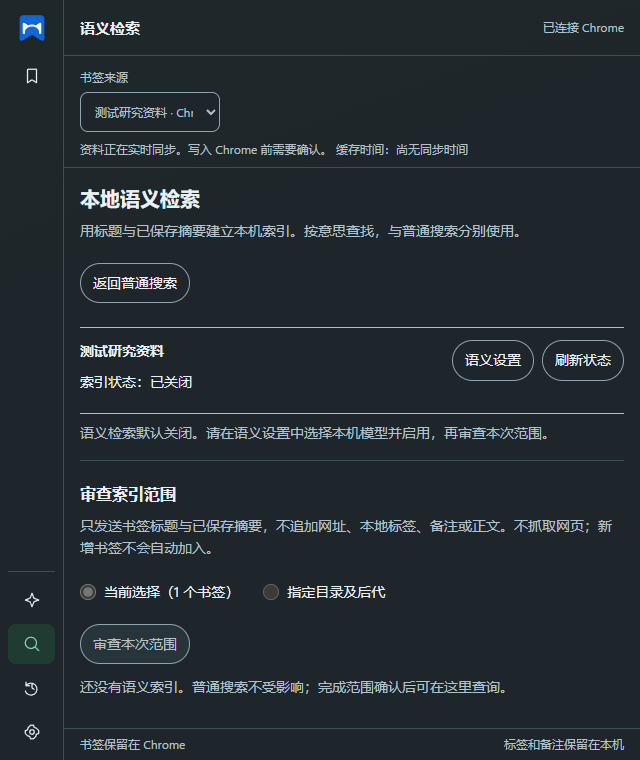 语义检索
已连接 Chrome
书签来源
测试研究资料 · Chr
资料正在实时同步。写入 Chrome 前需要确认。 缓存时间：尚无同步时间
本地语义检索
用标题与已保存摘要建立本机索引。按意思查找，与普通搜索分别使用。
返回普通搜索
测试研究资料
索引状态：已关闭
语义设置
刷新状态
语义检索默认关闭。请在语义设置中选择本机模型并启用，再审查本次范围。
审查索引范围
只发送书签标题与已保存摘要，不追加网址、本地标签、备注或正文。不抓取网页；新
增书签不会自动加入。
当前选择（1 个书签）
指定目录及后代
审查本次范围
还没有语义索引。普通搜索不受影响；完成范围确认后可在这里查询。
书签保留在 Chrome
标签和备注保留在本机